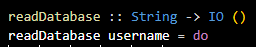 readDatabase :: String -> IO ()
readDatabase username = do